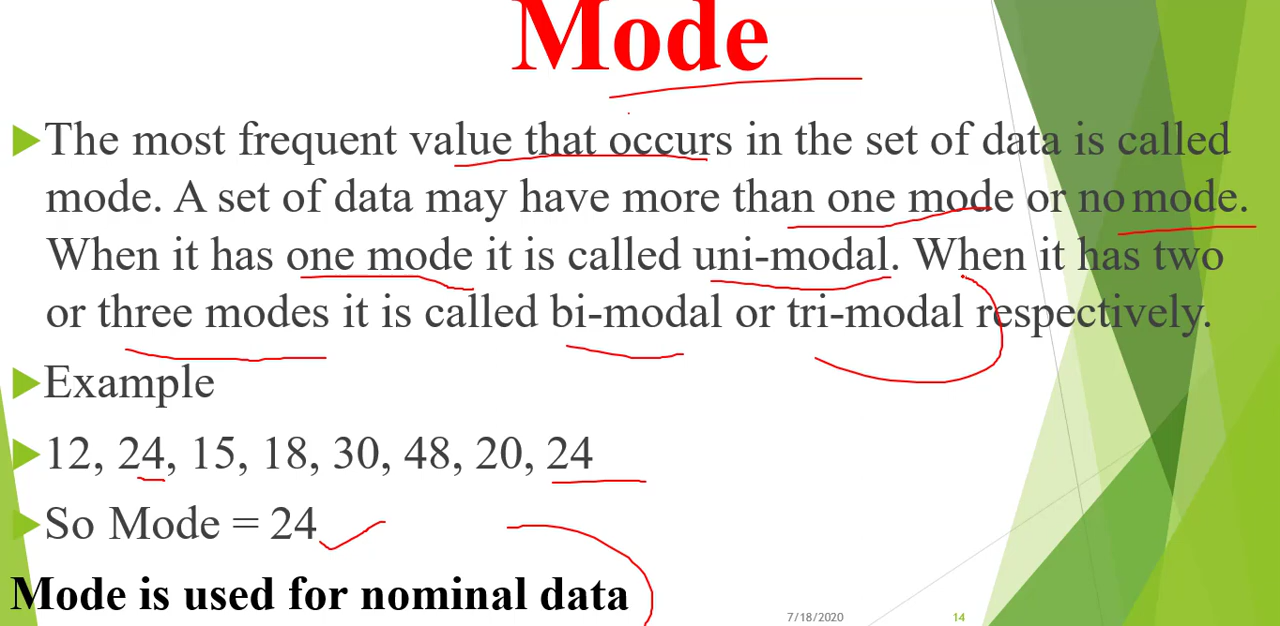 Mode
The most frequent value that occurs in the set of data is called
mode. A set of data may have more than one mode or no mode.
When it has one mode it is called uni-modal. When it has two
or three modes it is called bi-modal or tri-modal respectively.
Example
12, 24, 15, 18, 30, 48, 20, 24
So Mode = 24
Mode is used for nominal data
7/18/2020
14